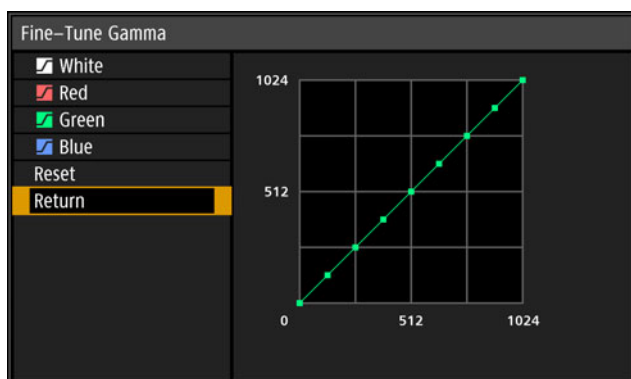 Fine-Tune Gamma
White
Red
Green
Blue
Reset
Return
1024
512
0 512 1024